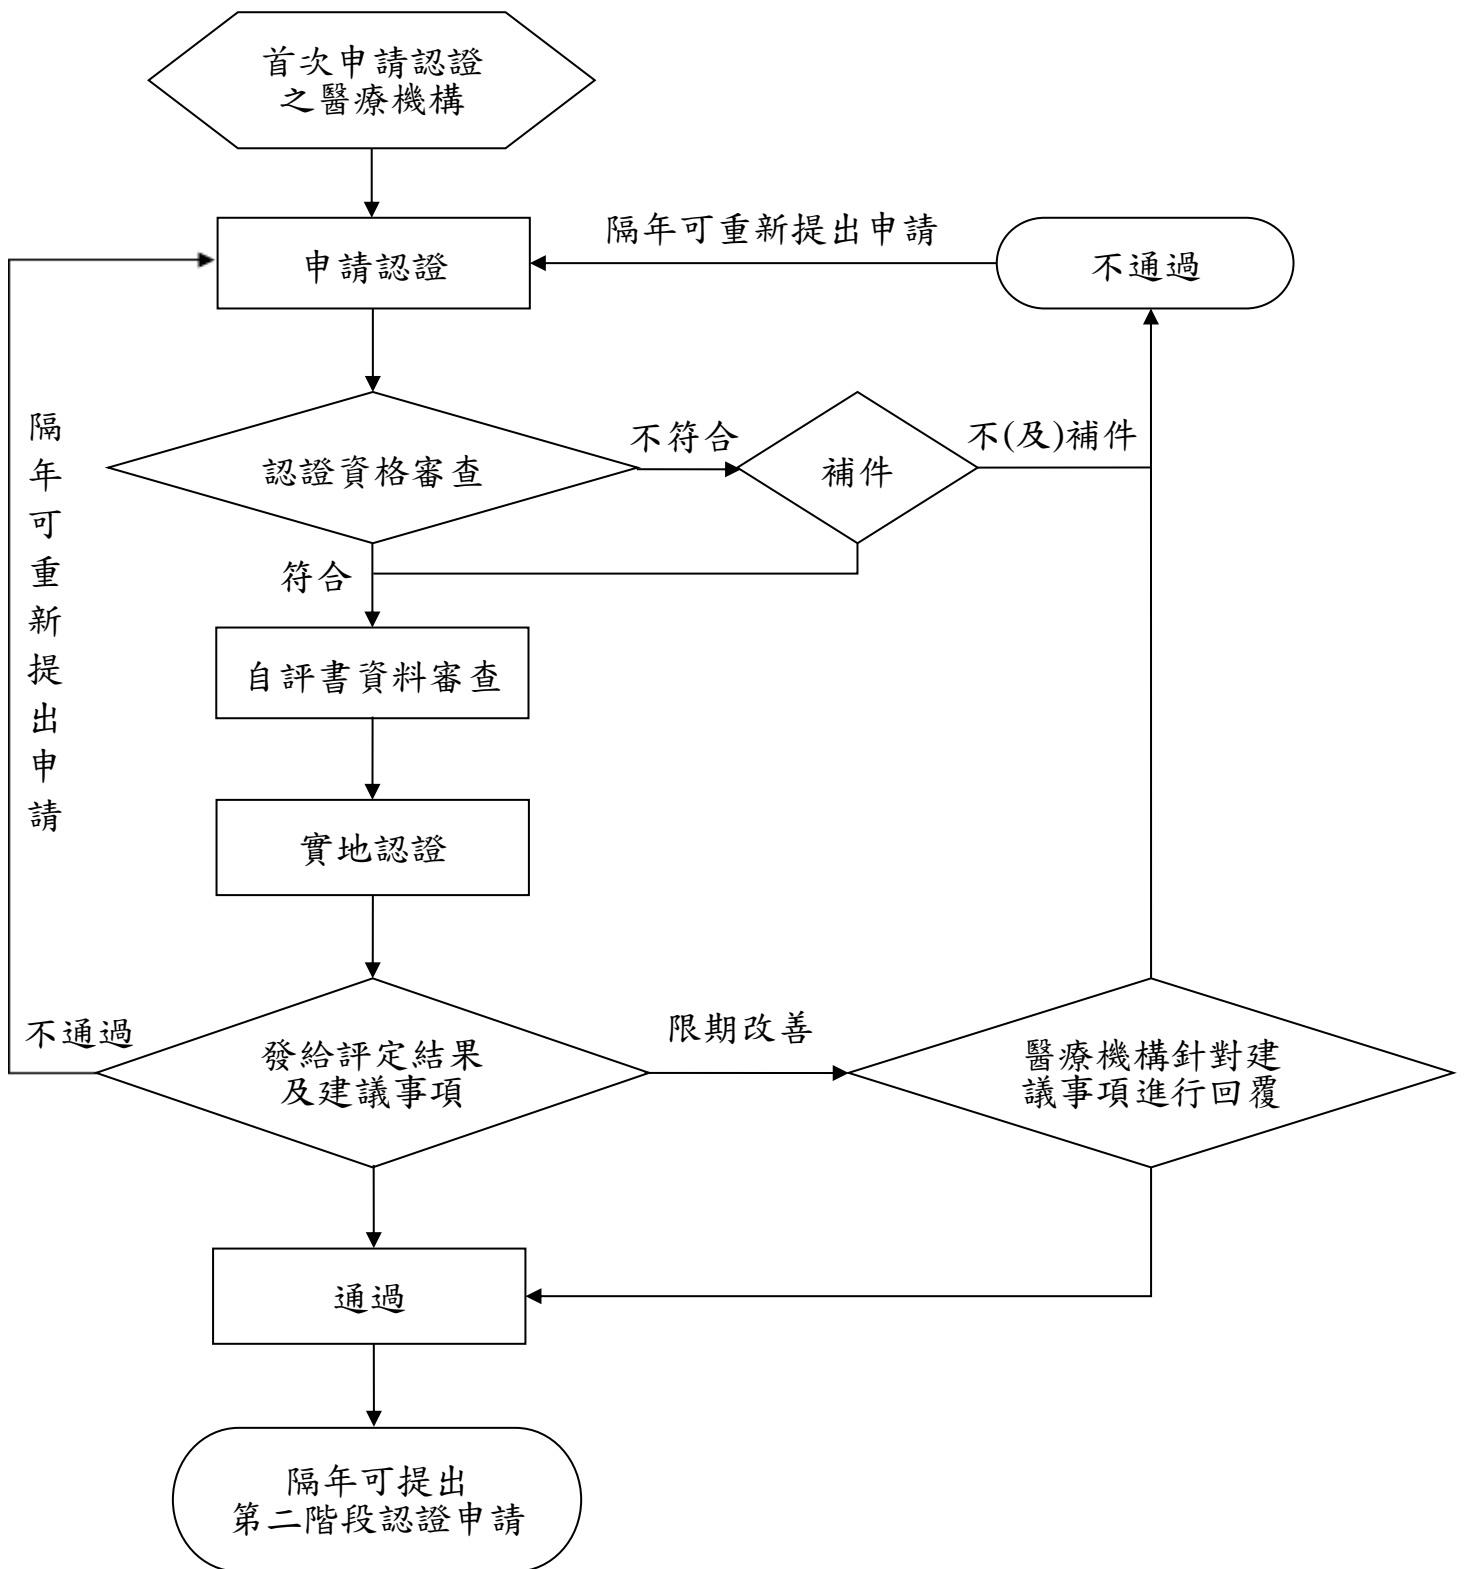 首次申請認證
之醫療機構
隔年可重新提出申請
申請認證
不通過
隔年可重新提出申請
認證資格審查
不符合
補件
不(及)補件
符合
自評書資料審查
實地認證
不通過
發給評定結果
及建議事項
限期改善
醫療機構針對建
議事項進行回覆
通過
隔年可提出
第二階段認證申請